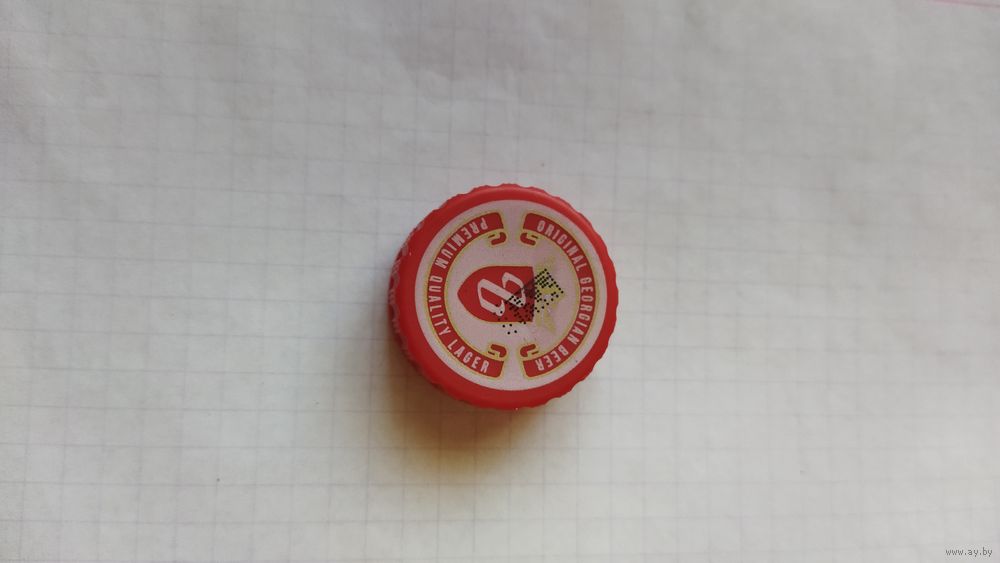 ORIGINAL GEORGIAN BEER
PREMIUM QUALITY LAGER
www.ay.by